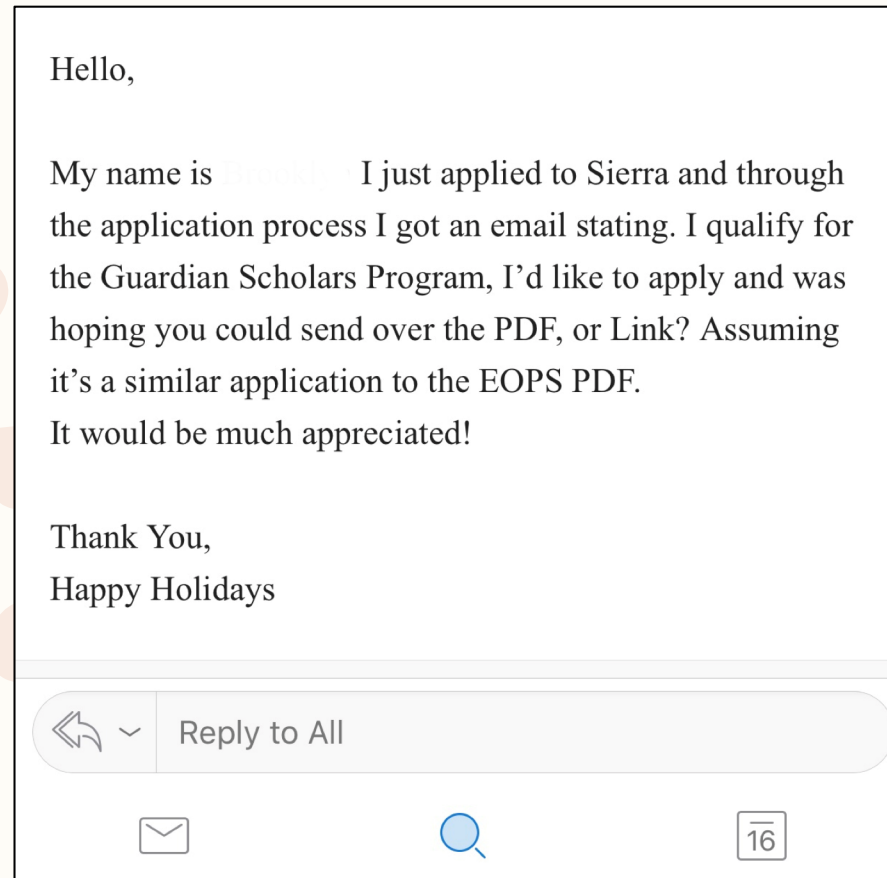 Hello,
My name is I just applied to Sierra and through
the application process I got an email stating. I qualify for
the Guardian Scholars Program, I’d like to apply and was
hoping you could send over the PDF, or Link? Assuming
it’s a similar application to the EOPS PDF.
It would be much appreciated!
Thank You,
Happy Holidays
Reply to All
16